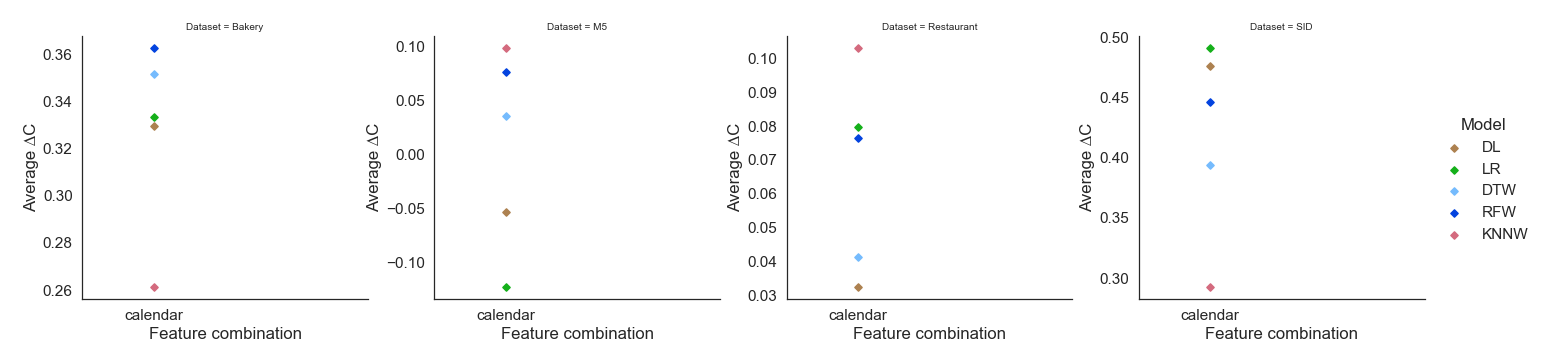 Dataset = Bakery
0.36
0.34
0.32
0.30
0.28
0.26
Average ΔC
calendar
Feature combination
Dataset = M5
0.10
0.05
0.00
−0.05
−0.10
Average ΔC
calendar
Feature combination
Dataset = Restaurant
0.10
0.09
0.08
0.07
0.06
0.05
0.04
0.03
Average ΔC
calendar
Feature combination
Dataset = SID
0.50
0.45
0.40
0.35
0.30
Average ΔC
calendar
Feature combination
Model
DL
LR
DTW
RFW
KNNW